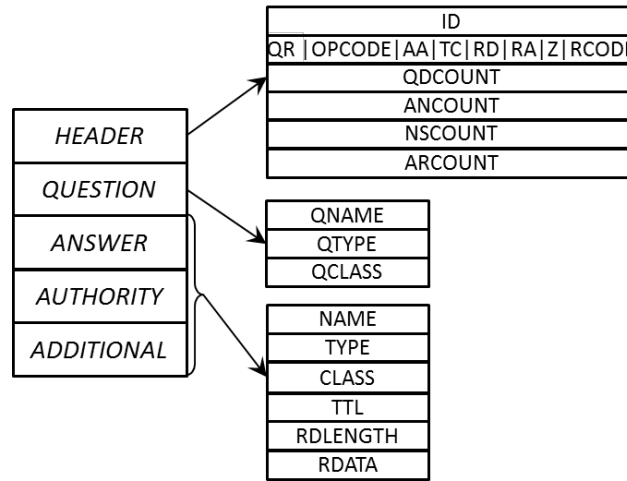 HEADER
QUESTION
ANSWER
AUTHORITY
ADDITIONAL
ID
QR |OPCODE|AA|TC|RD|RA|Z|RCODE
QDCOUNT
ANCOUNT
NSCOUNT
ARCOUNT
QNAME
QTYPE
QCLASS
NAME
TYPE
CLASS
TTL
RDLENGTH
RDATA